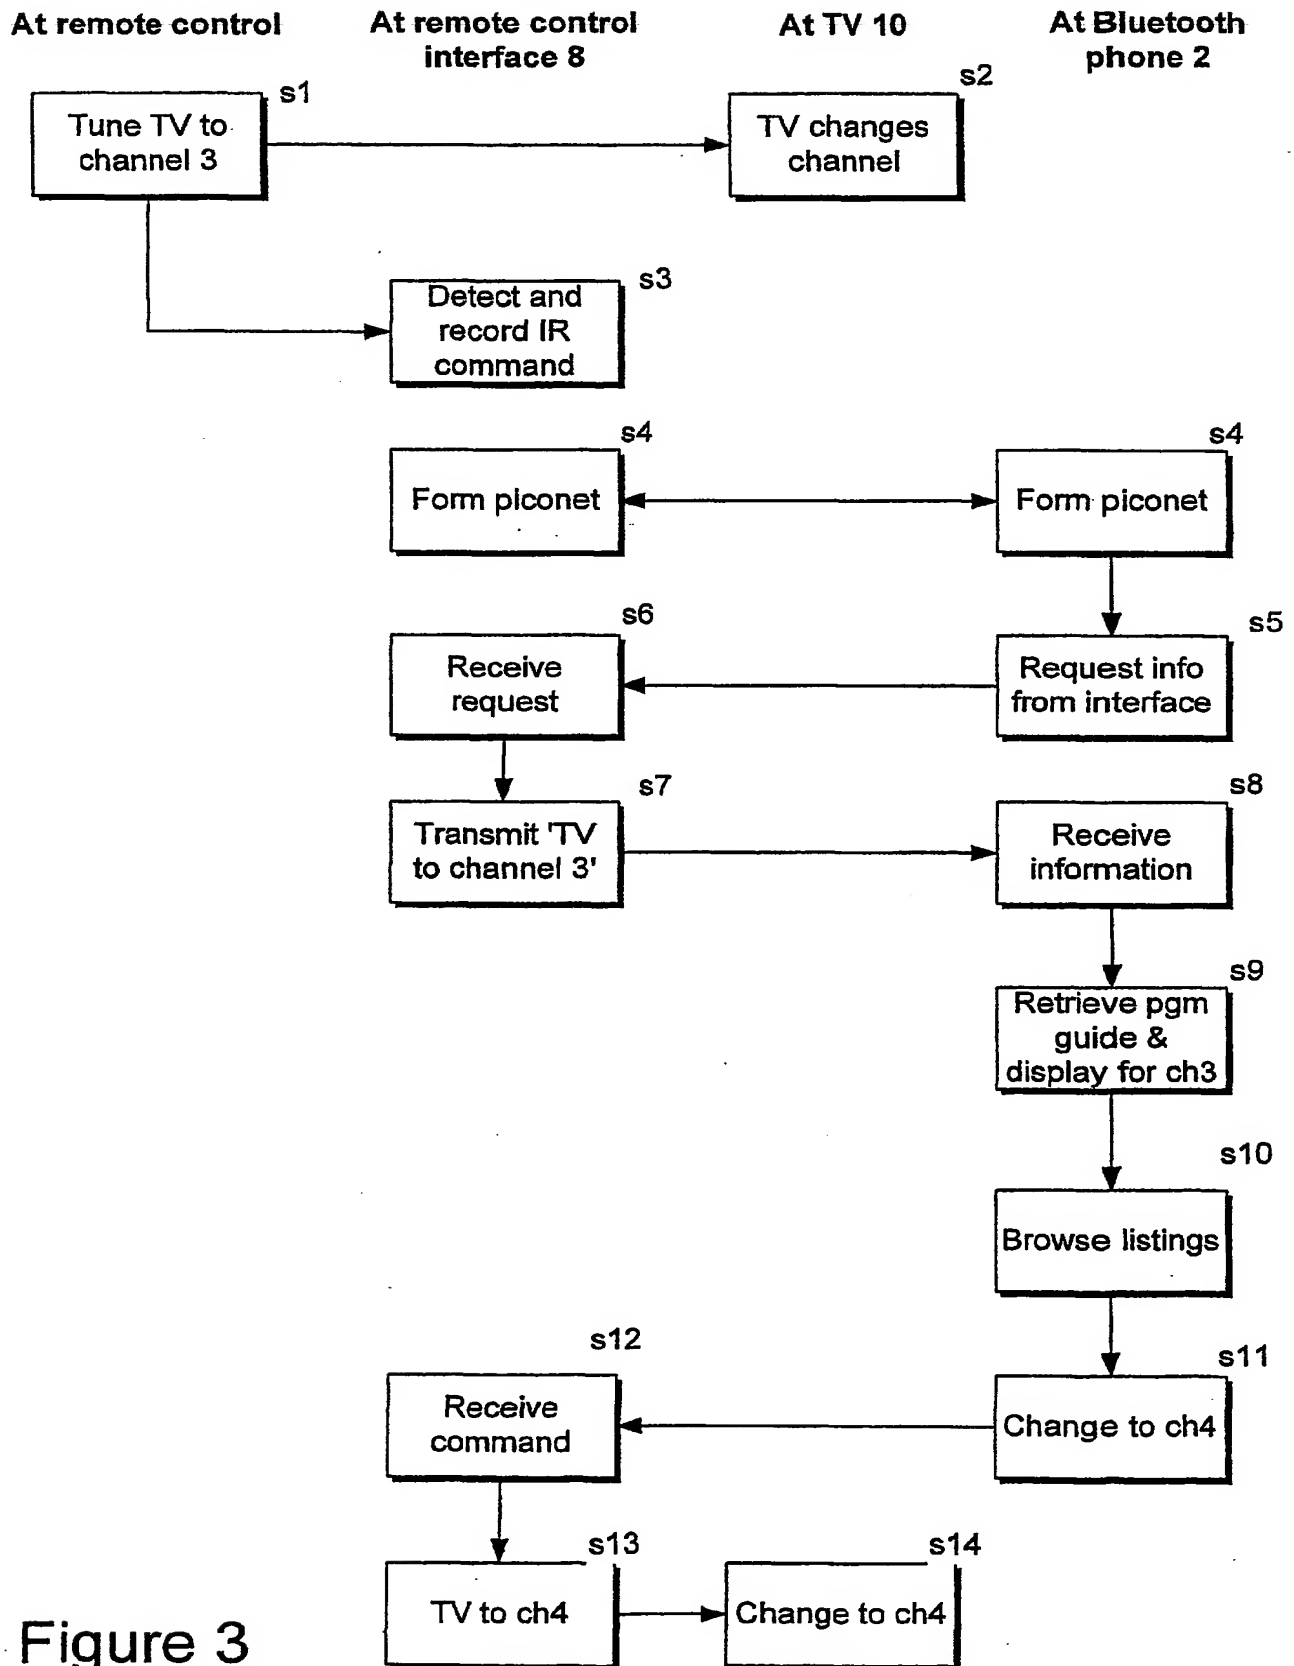 At remote control
At remote control
interface 8
At TV 10
At Bluetooth
phone 2
s1
Tune TV to
channel 3
s2
TV changes
channel
s3
Detect and
record IR
command
s4
Form piconet
s4
Form piconet
s5
Request info
from interface
s6
Receive
request
s7
Transmit 'TV
to channel 3'
s8
Receive
information
s9
Retrieve pgm
guide &
display for ch3
s10
Browse listings
s11
Change to ch4
s12
Receive
command
s13
TV to ch4
s14
Change to ch4
Figure 3